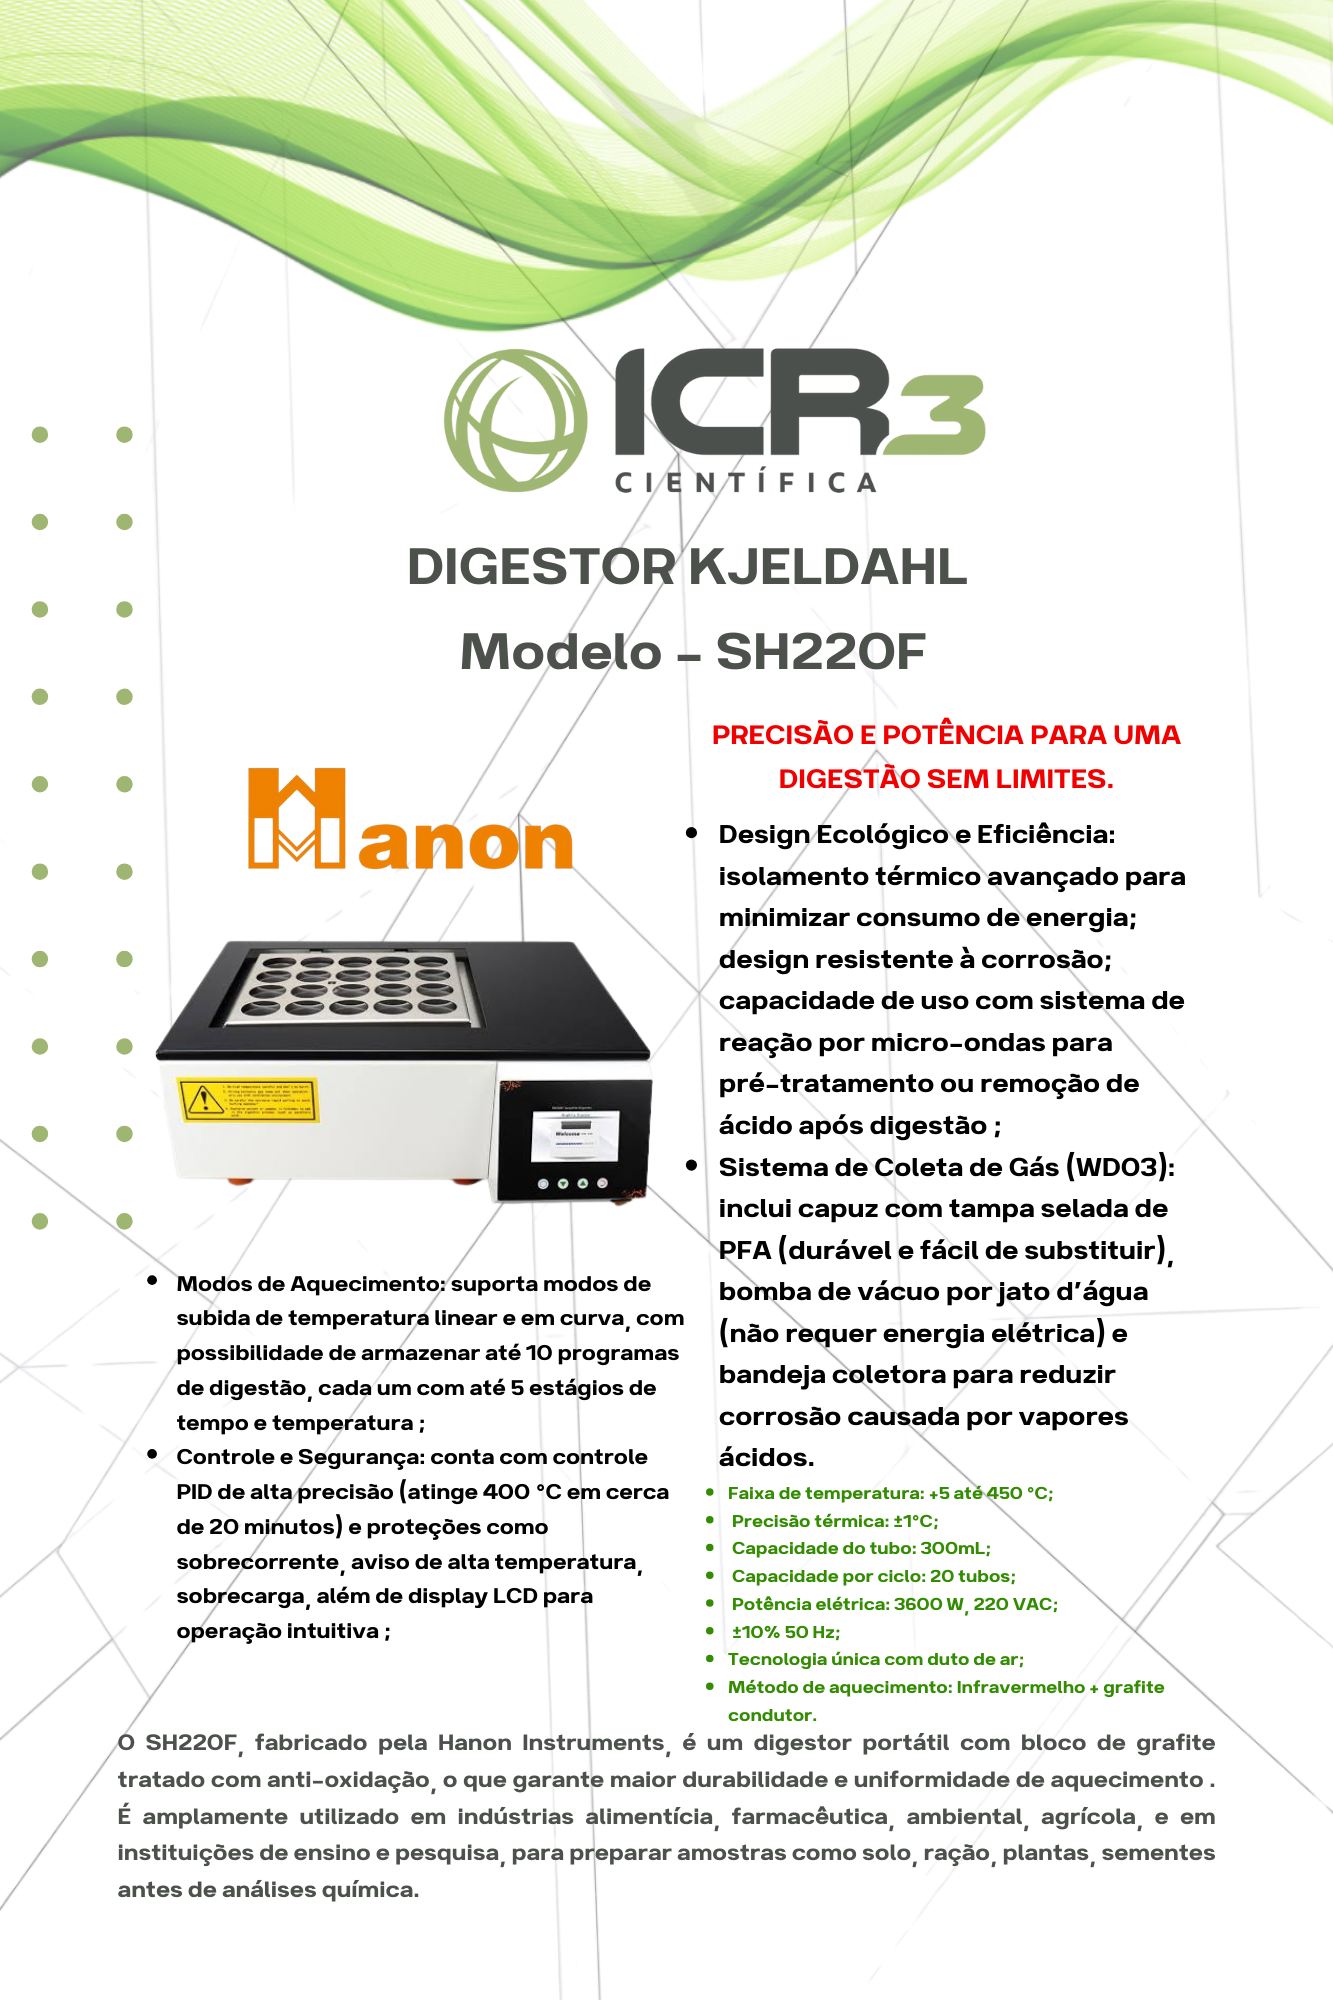 ICR3
CIENTÍFICA
DIGESTOR KJELDAHL
Modelo - SH220F
PRECISÃO E POTÊNCIA PARA UMA
DIGESTÃO SEM LIMITES.
Hanon
• Design Ecológico e Eficiência:
isolamento térmico avançado para
minimizar consumo de energia;
design resistente à corrosão;
capacidade de uso com sistema de
reação por micro-ondas para
pré-tratamento ou remoção de
ácido após digestão ;
• Sistema de Coleta de Gás (WD03):
inclui capuz com tampa selada de
PFA (durável e fácil de substituir),
bomba de vácuo por jato d'água
(não requer energia elétrica) e
bandeja coletora para reduzir
corrosão causada por vapores
ácidos.
Welcome
• Modos de Aquecimento: suporta modos de
subida de temperatura linear e em curva, com
possibilidade de armazenar até 10 programas
de digestão, cada um com até 5 estágios de
tempo e temperatura ;
• Controle e Segurança: conta com controle
PID de alta precisão (atinge 400 °C em cerca
de 20 minutos) e proteções como
sobrecorrente, aviso de alta temperatura,
sobrecarga, além de display LCD para
operação intuitiva ;
• Faixa de temperatura: +5 até 450 °C;
• Precisão térmica: ±1°C;
• Capacidade do tubo: 300mL;
• Capacidade por ciclo: 20 tubos;
• Potência elétrica: 3600 W, 220 VAC;
• ±10% 50 Hz;
• Tecnologia única com duto de ar;
• Método de aquecimento: Infravermelho + grafite
condutor.
O SH220F, fabricado pela Hanon Instruments, é um digestor portátil com bloco de grafite
tratado com anti-oxidação, o que garante maior durabilidade e uniformidade de aquecimento .
É amplamente utilizado em indústrias alimentícia, farmacêutica, ambiental, agrícola, e em
instituições de ensino e pesquisa, para preparar amostras como solo, ração, plantas, sementes
antes de análises química.